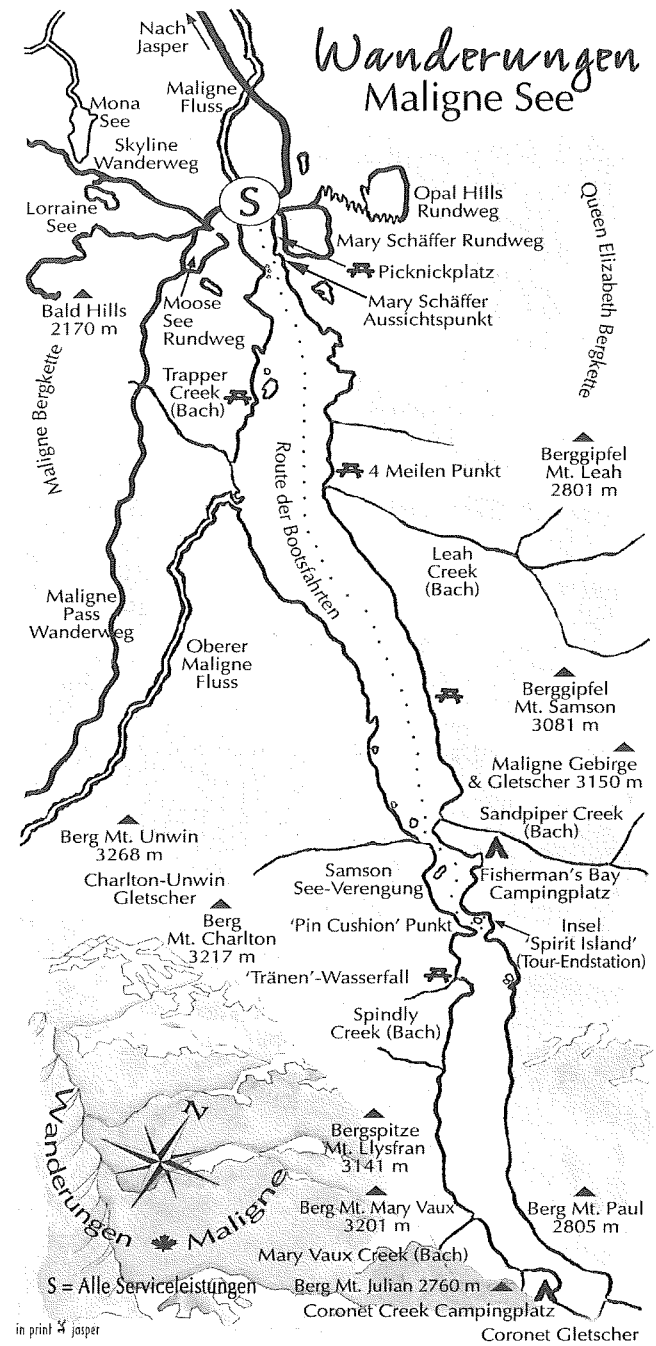 Wanderungen
Maligne See
Nach
Jasper
Maligne
Fluss
Mona
See
Skyline
Wanderweg
S
Opal Hills
Rundweg
Lorraine
See
Mary Schäffer Rundweg
Picknickplatz
Mary Schäffer
Aussichtspunkt
Queen Elizabeth Bergkette
Bald Hills
2170 m
Moose
See
Rundweg
Maligne Bergkette
Trapper
Creek
(Bach)
Route der Bootsfahrten
4 Meilen Punkt
Berggipfel
Mt. Leah
2801 m
Leah
Creek
(Bach)
Maligne
Pass
Wanderweg
Oberer
Maligne
Fluss
Berggipfel
Mt. Samson
3081 m
Maligne Gebirge
& Gletscher 3150 m
Sandpiper Creek
(Bach)
Berg Mt. Unwin
3268 m
Charlton-Unwin
Gletscher
Samson
See-Verengung
Fisherman's Bay
Campingplatz
Berg
Mt. Charlton
3217 m
'Pin Cushion' Punkt
Insel
'Spirit Island'
(Tour-Endstation)
'Tränen'-Wasserfall
Spindly
Creek (Bach)
N
Wanderungen Maligne
Bergspitze
Mt. Llysfran
3141 m
Berg Mt. Mary Vaux
3201 m
Berg Mt. Paul
2805 m
Mary Vaux Creek (Bach)
S = Alle Serviceleistungen
Berg Mt. Julian 2760 m
Coronet Creek Campingplatz
Coronet Gletscher
in print jasper